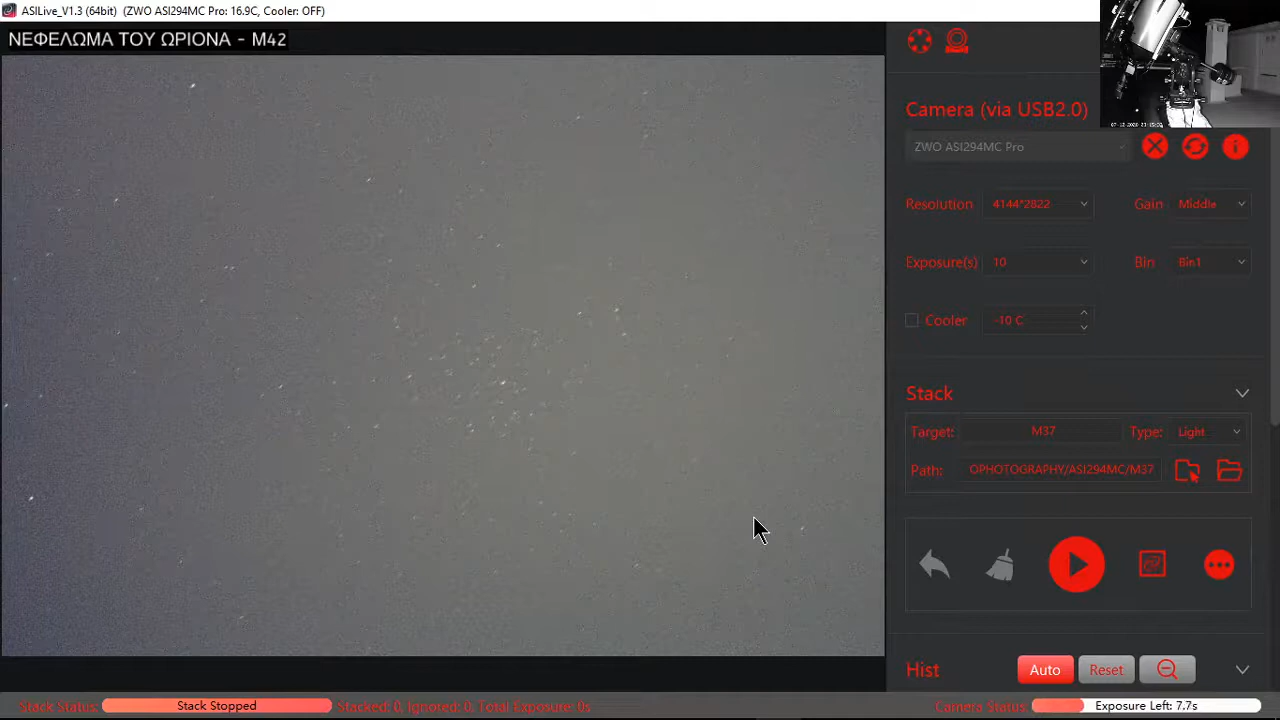 ASILive_V1.3 (64bit) (ZWO ASI294MC Pro: 16.9C, Cooler: OFF)
ΝΕΦΕΛΩΜΑ ΤΟΥ ΩΡΙΟΝΑ - M42
Camera (via USB2.0)
ZWO ASI294MC Pro
Resolution 4144*2822 Gain Middle
Exposure(s) 10 Bin Bin1
Cooler -10 C
Stack
Target: M37 Type: Light
Path: OPHOTOGRAPHY/ASI294MC/M37
Hist Auto Reset
Stack Status: Stack Stopped Stacked: 0, Ignored: 0, Total Exposure: 0s Camera Status: Exposure Left: 7.7s